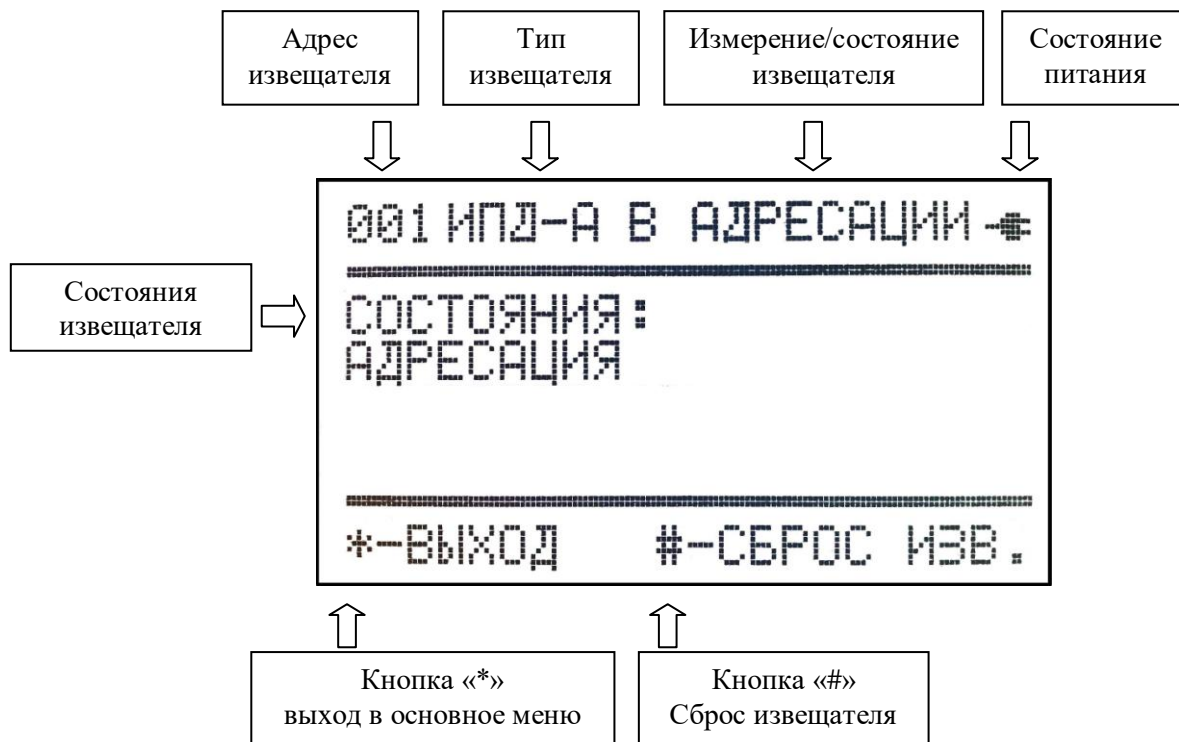 Адрес
извещателя
Тип
извещателя
Измерение/состояние
извещателя
Состояние
питания
001 ИПД-А В АДРЕСАЦИИ
Состояния
извещателя
СОСТОЯНИЯ:
АДРЕСАЦИЯ
*-ВЫХОД #-СБРОС ИЗВ.
Кнопка «*»
выход в основное меню
Кнопка «#»
Сброс извещателя